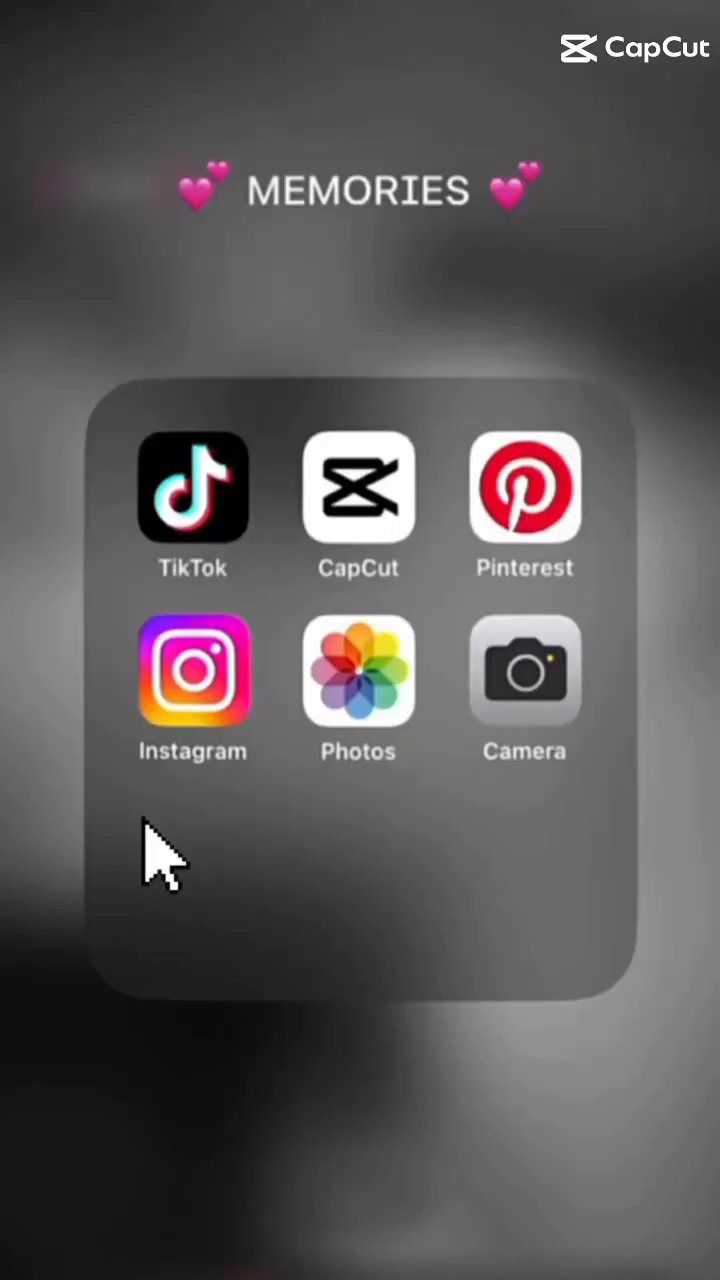 CapCut
💕 MEMORIES 💕
TikTok CapCut Pinterest
Instagram Photos Camera